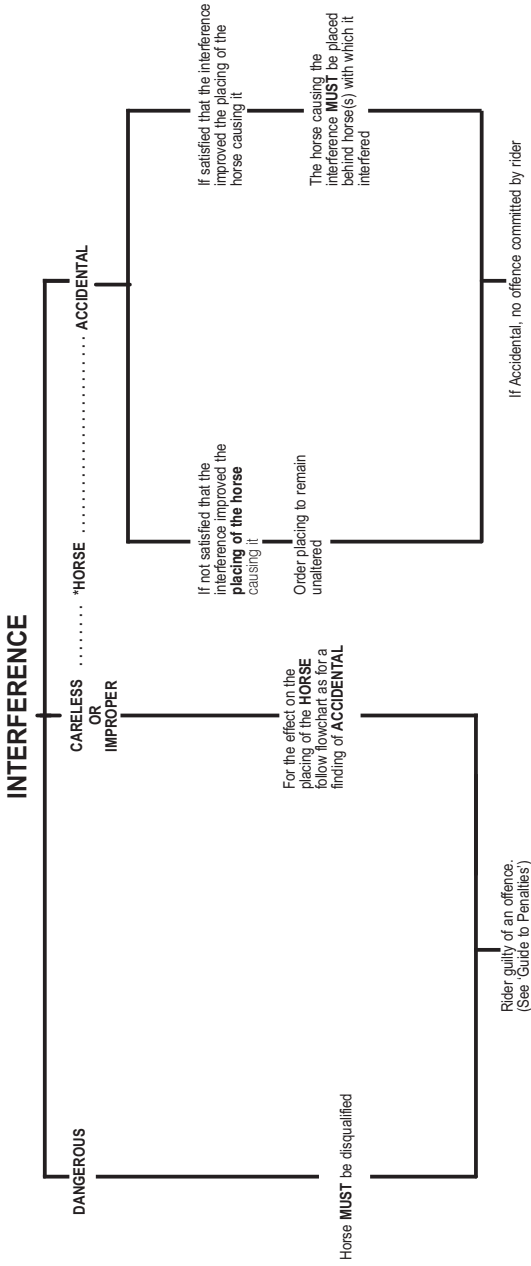 INTERFERENCE
DANGEROUS
CARELESS ........ *HORSE .............................. ACCIDENTAL
OR
IMPROPER
Horse MUST be disqualified
For the effect on the
placing of the HORSE
follow flowchart as for a
finding of ACCIDENTAL
If not satisfied that the
interference improved the
placing of the horse
causing it
Order placing to remain
unaltered
If satisfied that the interference
improved the placing of the
horse causing it
The horse causing the
interference MUST be placed
behind horse(s) with which it
interfered
Rider guilty of an offence.
(See 'Guide to Penalties')
If Accidental, no offence committed by rider